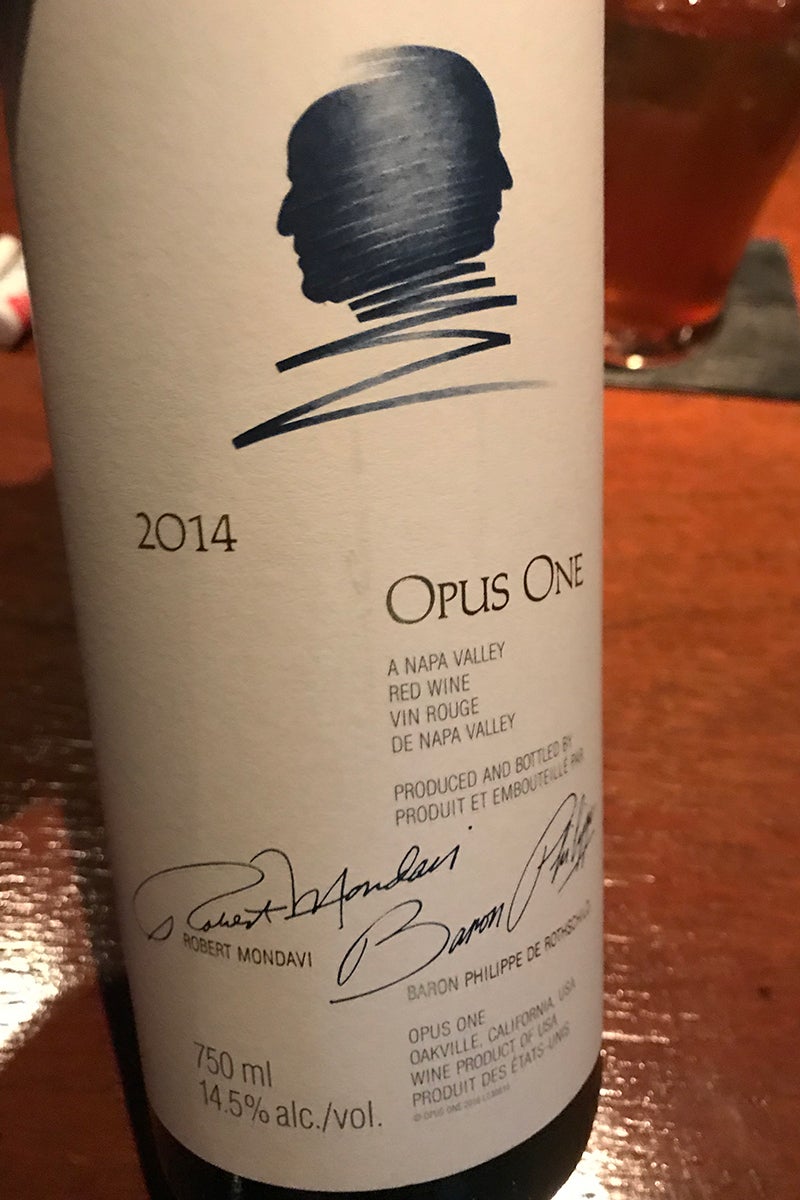 2014
OPUS ONE
A NAPA VALLEY
RED WINE
VIN ROUGE
DE NAPA VALLEY
PRODUCED AND BOTTLED BY
PRODUIT ET EMBOUTEILLÉ PAR
Robert Mondavi
Baron Philippe
ROBERT MONDAVI
BARON PHILIPPE DE ROTHSCHILD
OPUS ONE
OAKVILLE, CALIFORNIA, USA
WINE PRODUCT OF USA
PRODUIT DES ÉTATS-UNIS
© OPUS ONE
750 ml
14.5% alc./vol.